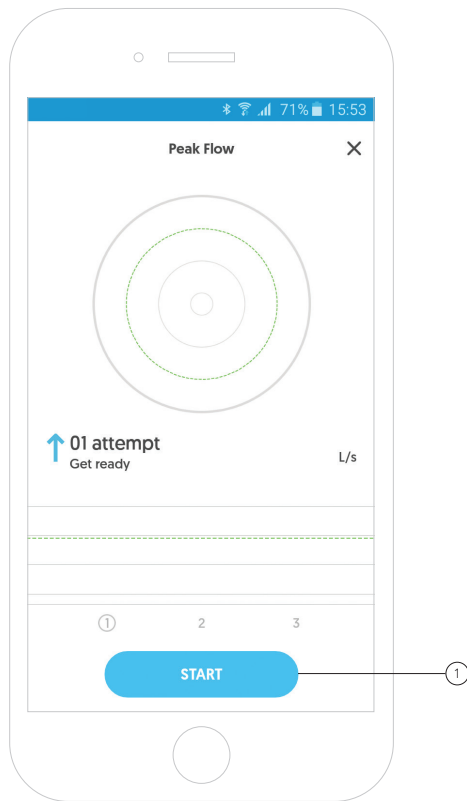 71% 15:53
Peak Flow
01 attempt
Get ready
L/s
1 2 3
START
1